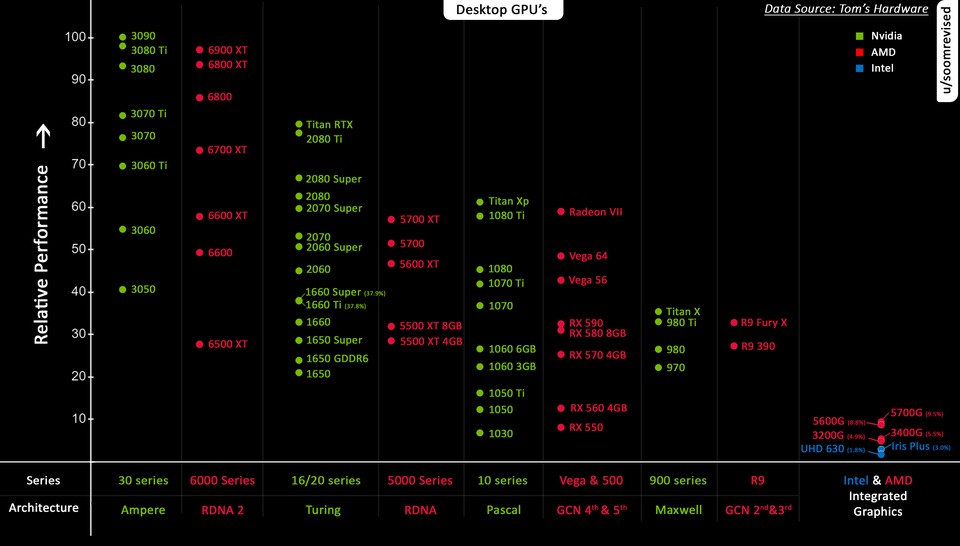 Desktop GPU's
Data Source: Tom's Hardware
u/soomrevised
Nvidia
AMD
Intel
Relative Performance
100
90
80
70
60
50
40
30
20
10
3090
3080 Ti
3080
3070 Ti
3070
3060 Ti
3060
3050
6900 XT
6800 XT
6800
6700 XT
6600 XT
6600
6500 XT
Titan RTX
2080 Ti
2080 Super
2080
2070 Super
2070
2060 Super
2060
1660 Super (37.9%)
1660 Ti (37.8%)
1660
1650 Super
1650 GDDR6
1650
5700 XT
5700
5600 XT
5500 XT 8GB
5500 XT 4GB
Titan Xp
1080 Ti
1080
1070 Ti
1070
1060 6GB
1060 3GB
1050 Ti
1050
1030
Radeon VII
Vega 64
Vega 56
RX 590
RX 580 8GB
RX 570 4GB
RX 560 4GB
RX 550
Titan X
980 Ti
980
970
R9 Fury X
R9 390
5700G (9.5%)
5600G (8.8%)
3400G (5.5%)
3200G (4.9%)
Iris Plus (3.0%)
UHD 630 (1.8%)
Series
30 series
6000 Series
16/20 series
5000 Series
10 series
Vega & 500
900 series
R9
Intel & AMD
Integrated
Graphics
Architecture
Ampere
RDNA 2
Turing
RDNA
Pascal
GCN 4th & 5th
Maxwell
GCN 2nd&3rd